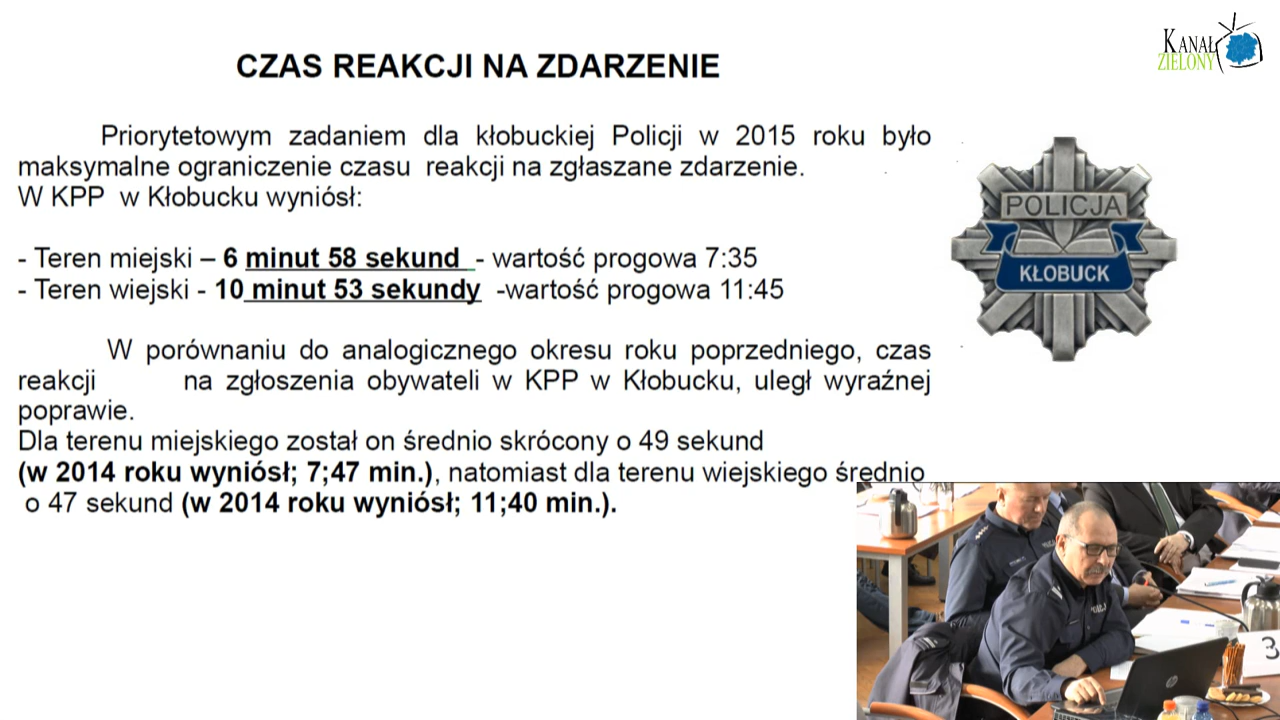 KANAŁ
ZIELONY
CZAS REAKCJI NA ZDARZENIE
Priorytetowym zadaniem dla kłobuckiej Policji w 2015 roku było
maksymalne ograniczenie czasu reakcji na zgłaszane zdarzenie.
W KPP w Kłobucku wyniósł:
- Teren miejski – 6 minut 58 sekund - wartość progowa 7:35
- Teren wiejski - 10 minut 53 sekundy -wartość progowa 11:45
W porównaniu do analogicznego okresu roku poprzedniego, czas
reakcji na zgłoszenia obywateli w KPP w Kłobucku, uległ wyraźnej
poprawie.
Dla terenu miejskiego został on średnio skrócony o 49 sekund
(w 2014 roku wyniósł; 7;47 min.), natomiast dla terenu wiejskiego średnio
o 47 sekund (w 2014 roku wyniósł; 11;40 min.).
POLICJA
KŁOBUCK
3